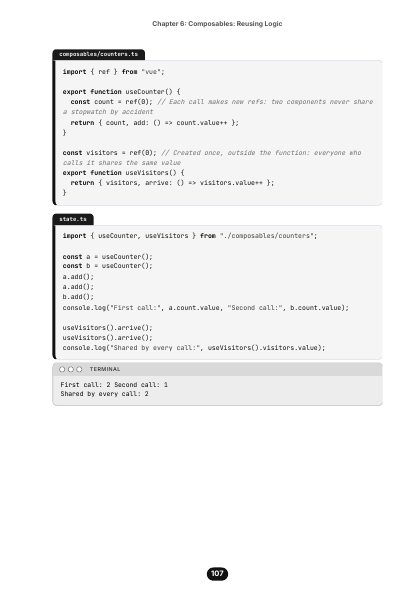 Chapter 6: Composables: Reusing Logic
composables/counters.ts
import { ref } from "vue";
export function useCounter() {
  const count = ref(0); // Each call makes new refs: two components never share
a stopwatch by accident
  return { count, add: () => count.value++ };
}
const visitors = ref(0); // Created once, outside the function: everyone who
calls it shares the same value
export function useVisitors() {
  return { visitors, arrive: () => visitors.value++ };
}
state.ts
import { useCounter, useVisitors } from "./composables/counters";
const a = useCounter();
const b = useCounter();
a.add();
a.add();
b.add();
console.log("First call:", a.count.value, "Second call:", b.count.value);
useVisitors().arrive();
useVisitors().arrive();
console.log("Shared by every call:", useVisitors().visitors.value);
TERMINAL
First call: 2 Second call: 1
Shared by every call: 2
107